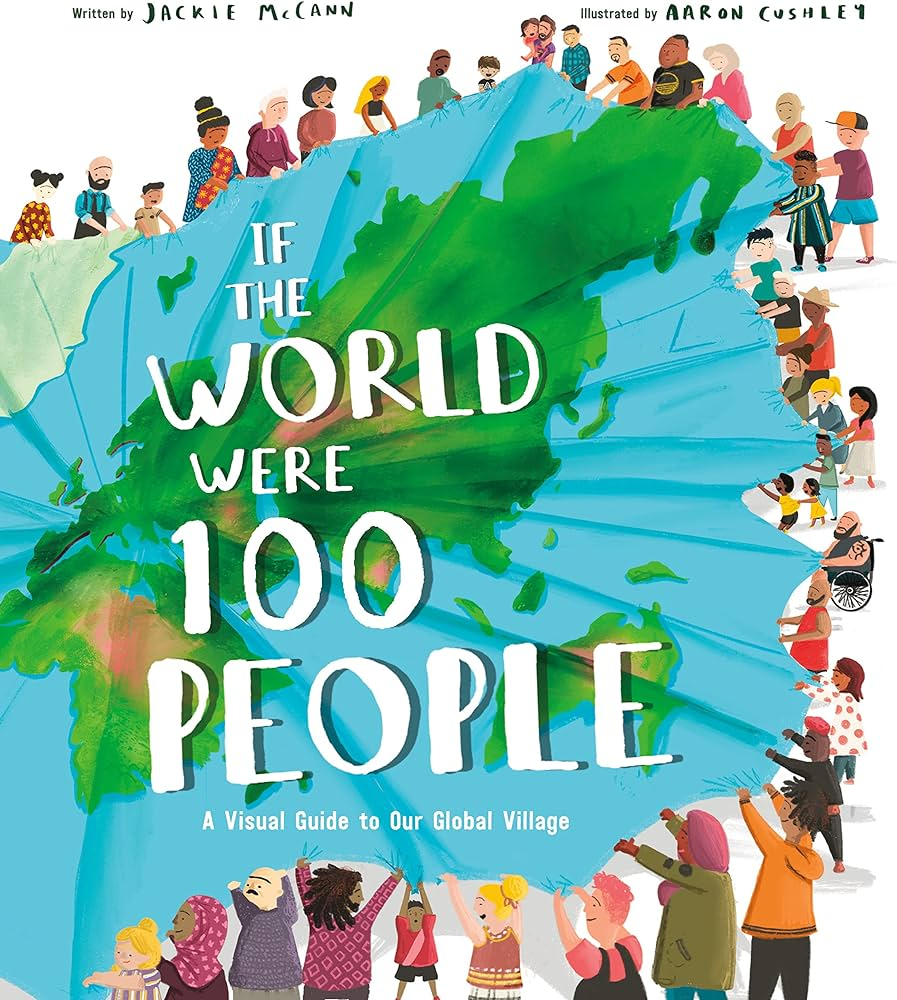 Written by JACKIE McCANN
Illustrated by AARON CUSHLEY
IF
THE
WORLD
WERE
100
PEOPLE
A Visual Guide to Our Global Village